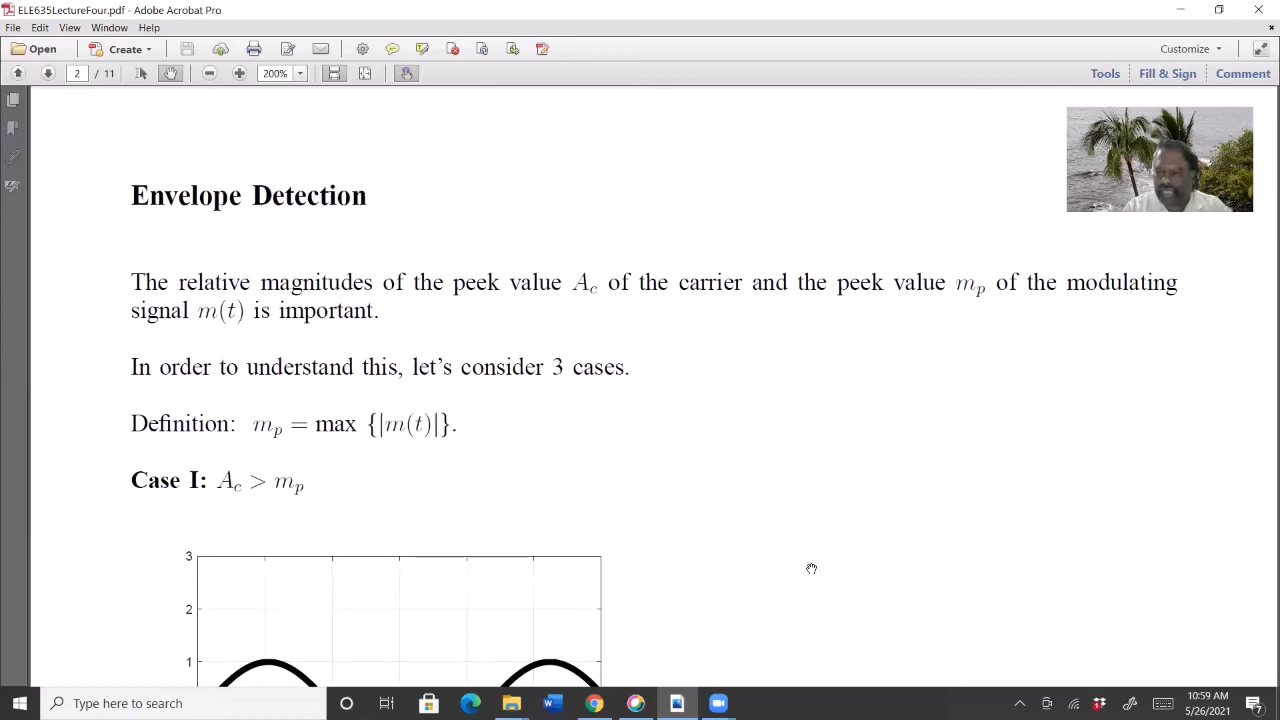 ELE635LectureFour.pdf - Adobe Acrobat Pro
File Edit View Window Help
Open Create Customize
2 / 11 200% Tools Fill & Sign Comment
Envelope Detection
The relative magnitudes of the peek value A_c of the carrier and the peek value m_p of the modulating
signal m(t) is important.
In order to understand this, let's consider 3 cases.
Definition: m_p = max {|m(t)|}.
Case I: A_c > m_p
3
2
1
Type here to search
10:59 AM
5/26/2021
7